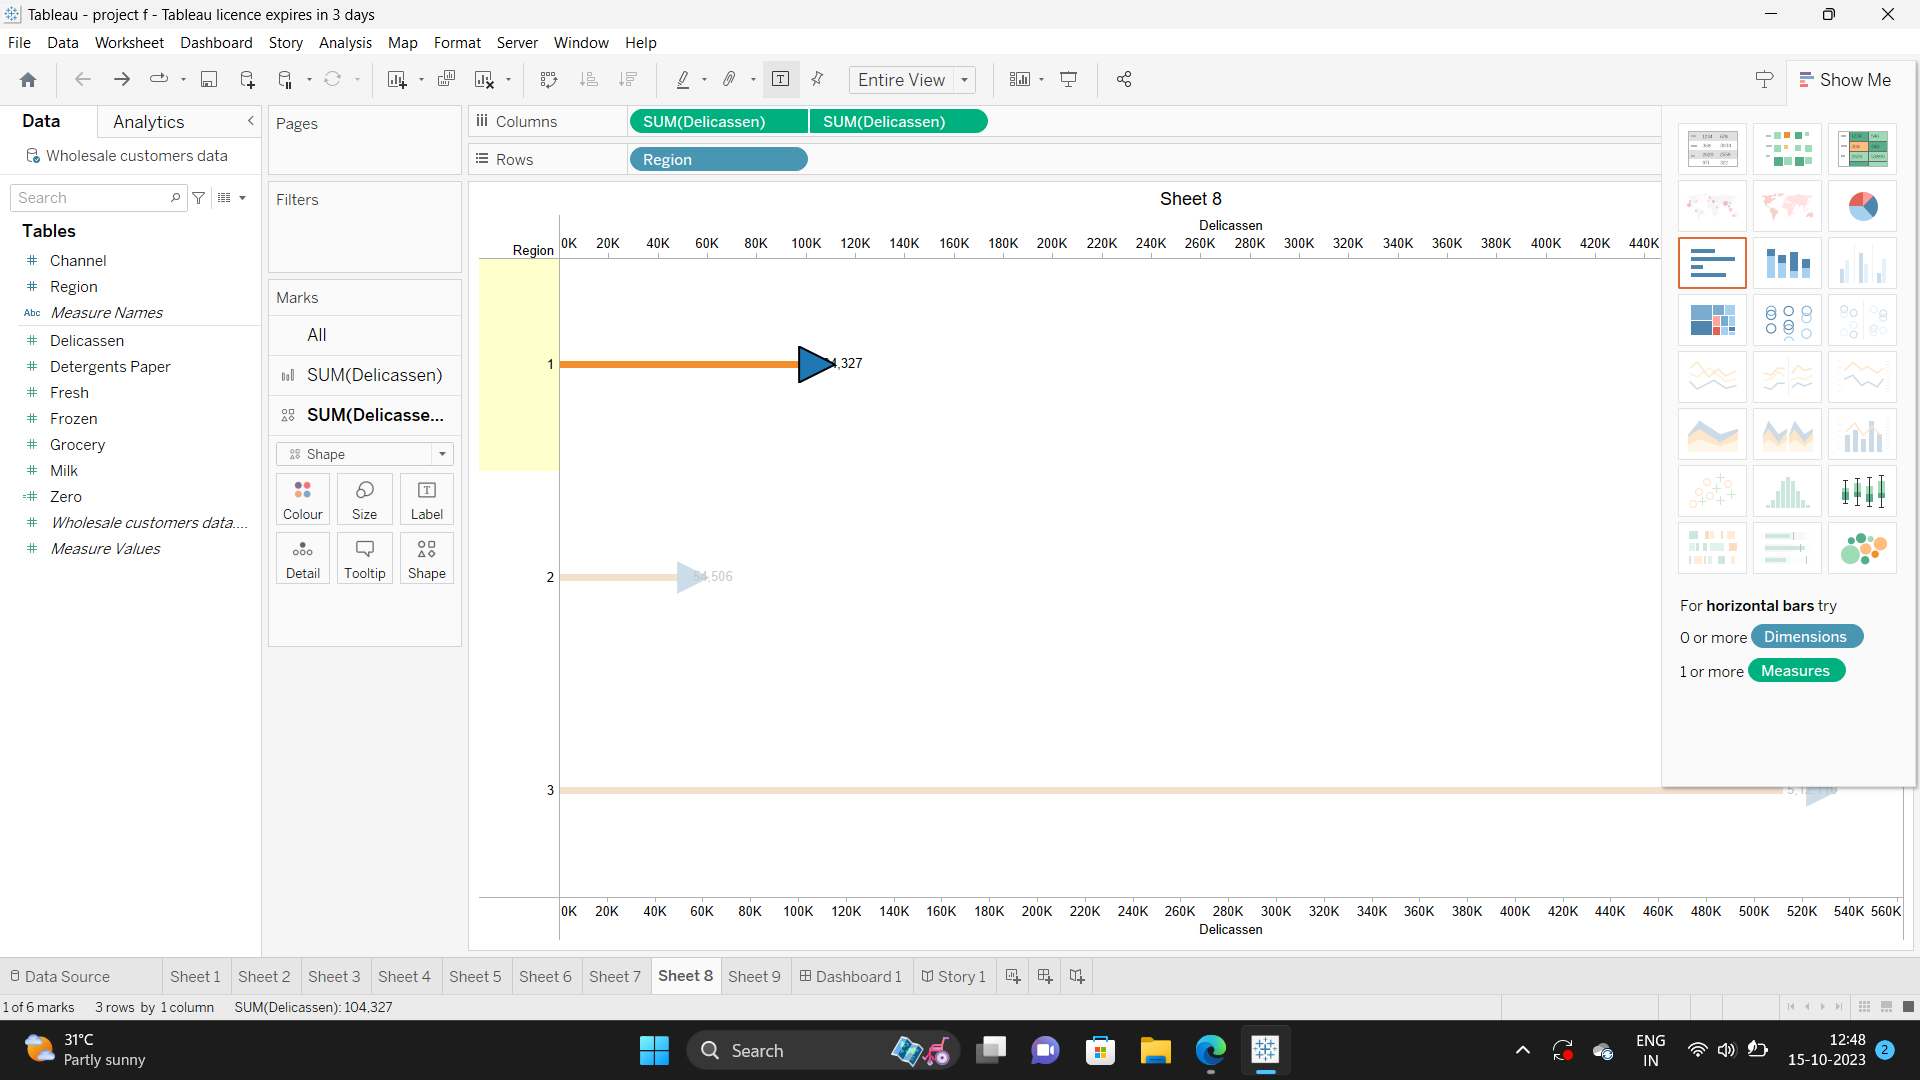 Tableau - project f - Tableau licence expires in 3 days
File Data Worksheet Dashboard Story Analysis Map Format Server Window Help
Entire View
Show Me
Data Analytics
Wholesale customers data
Search
Tables
Channel
Region
Abc Measure Names
Delicassen
Detergents Paper
Fresh
Frozen
Grocery
Milk
Zero
Wholesale customers data....
Measure Values
Pages
Filters
Marks
All
SUM(Delicassen)
SUM(Delicasse...
Shape
Colour Size Label
Detail Tooltip Shape
Columns SUM(Delicassen) SUM(Delicassen)
Rows Region
Sheet 8
Delicassen
Region 0K 20K 40K 60K 80K 100K 120K 140K 160K 180K 200K 220K 240K 260K 280K 300K 320K 340K 360K 380K 400K 420K 440K
1
4,327
2 54,506
3
0K 20K 40K 60K 80K 100K 120K 140K 160K 180K 200K 220K 240K 260K 280K 300K 320K 340K 360K 380K 400K 420K 440K 460K 480K 500K 520K 540K 560K
Delicassen
For horizontal bars try
0 or more Dimensions
1 or more Measures
Data Source Sheet 1 Sheet 2 Sheet 3 Sheet 4 Sheet 5 Sheet 6 Sheet 7 Sheet 8 Sheet 9 Dashboard 1 Story 1
1 of 6 marks 3 rows by 1 column SUM(Delicassen): 104,327
31°C
Partly sunny
Search
ENG
IN
12:48
15-10-2023
2